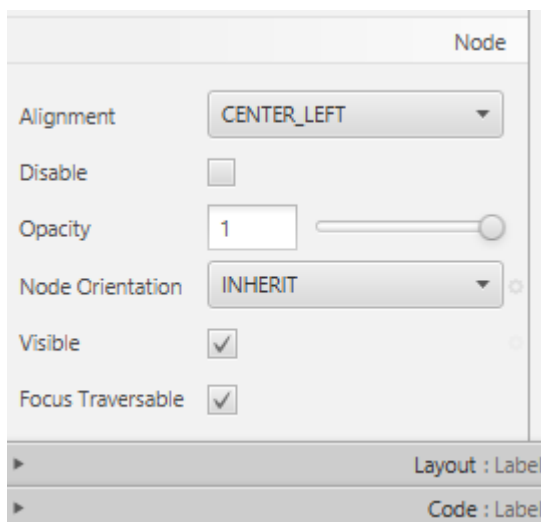 Node
Alignment CENTER_LEFT
Disable
Opacity 1
Node Orientation INHERIT
Visible
Focus Traversable
Layout : Label
Code : Label